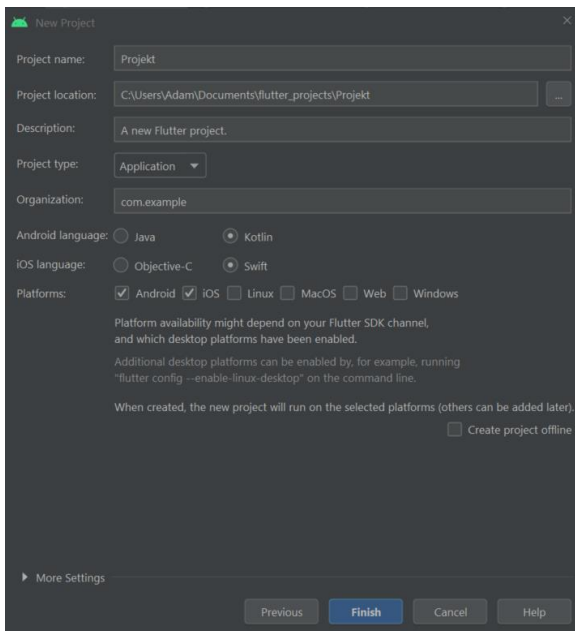 New Project
Project name: Projekt
Project location: C:\Users\Adam\Documents\flutter_projects\Projekt ...
Description: A new Flutter project.
Project type: Application
Organization: com.example
Android language: Java Kotlin
iOS language: Objective-C Swift
Platforms: Android iOS Linux MacOS Web Windows
Platform availability might depend on your Flutter SDK channel,
and which desktop platforms have been enabled.
Additional desktop platforms can be enabled by, for example, running
"flutter config --enable-linux-desktop" on the command line.
When created, the new project will run on the selected platforms (others can be added later).
Create project offline
More Settings
Previous Finish Cancel Help